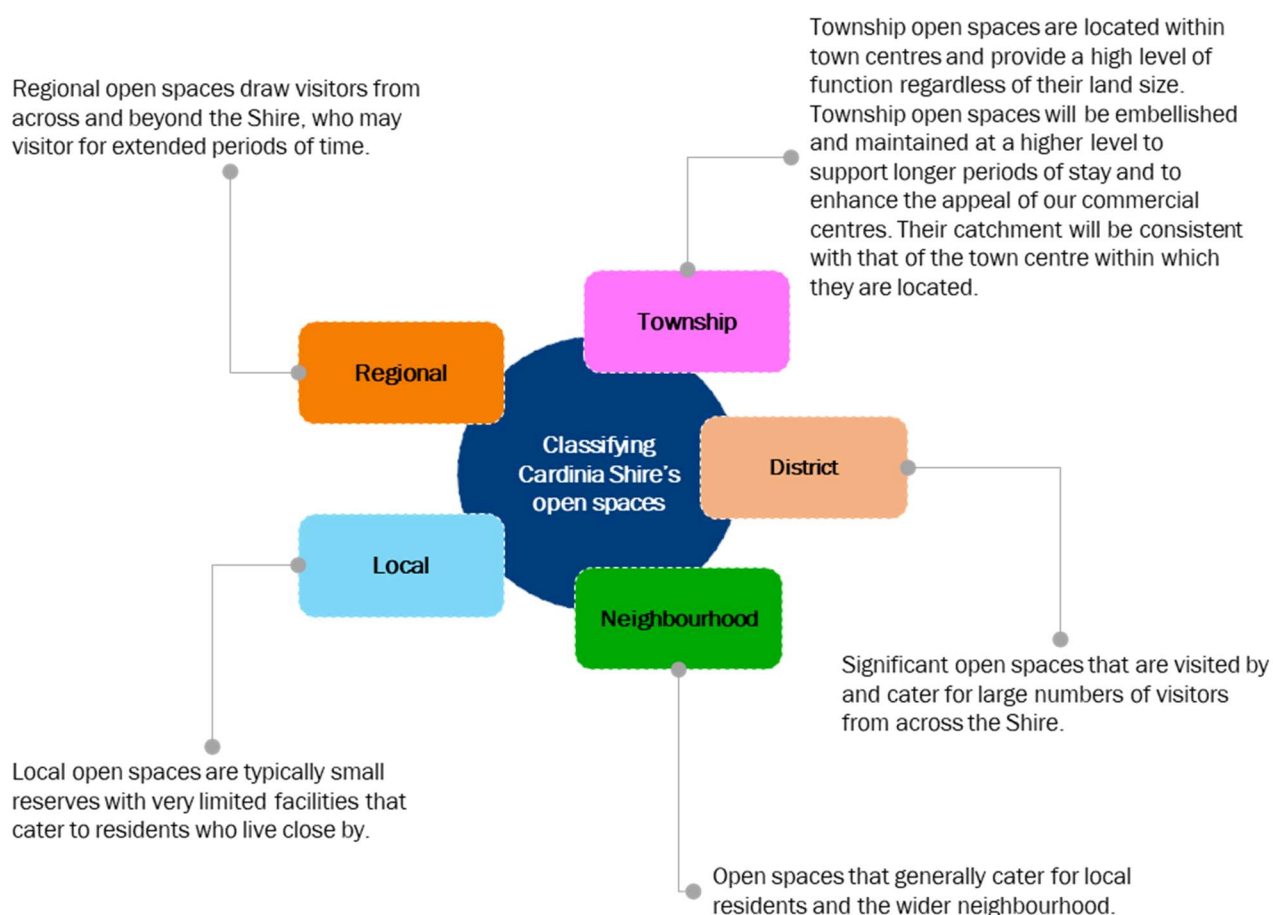 Township open spaces are located within
town centres and provide a high level of
function regardless of their land size.
Township open spaces will be embellished
and maintained at a higher level to
support longer periods of stay and to
enhance the appeal of our commercial
centres. Their catchment will be consistent
with that of the town centre within which
they are located.
Regional open spaces draw visitors from
across and beyond the Shire, who may
visitor for extended periods of time.
Township
Regional
Classifying
Cardinia Shire's
open spaces
District
Local
Neighbourhood
Significant open spaces that are visited by
and cater for large numbers of visitors
from across the Shire.
Local open spaces are typically small
reserves with very limited facilities that
cater to residents who live close by.
Open spaces that generally cater for local
residents and the wider neighbourhood.